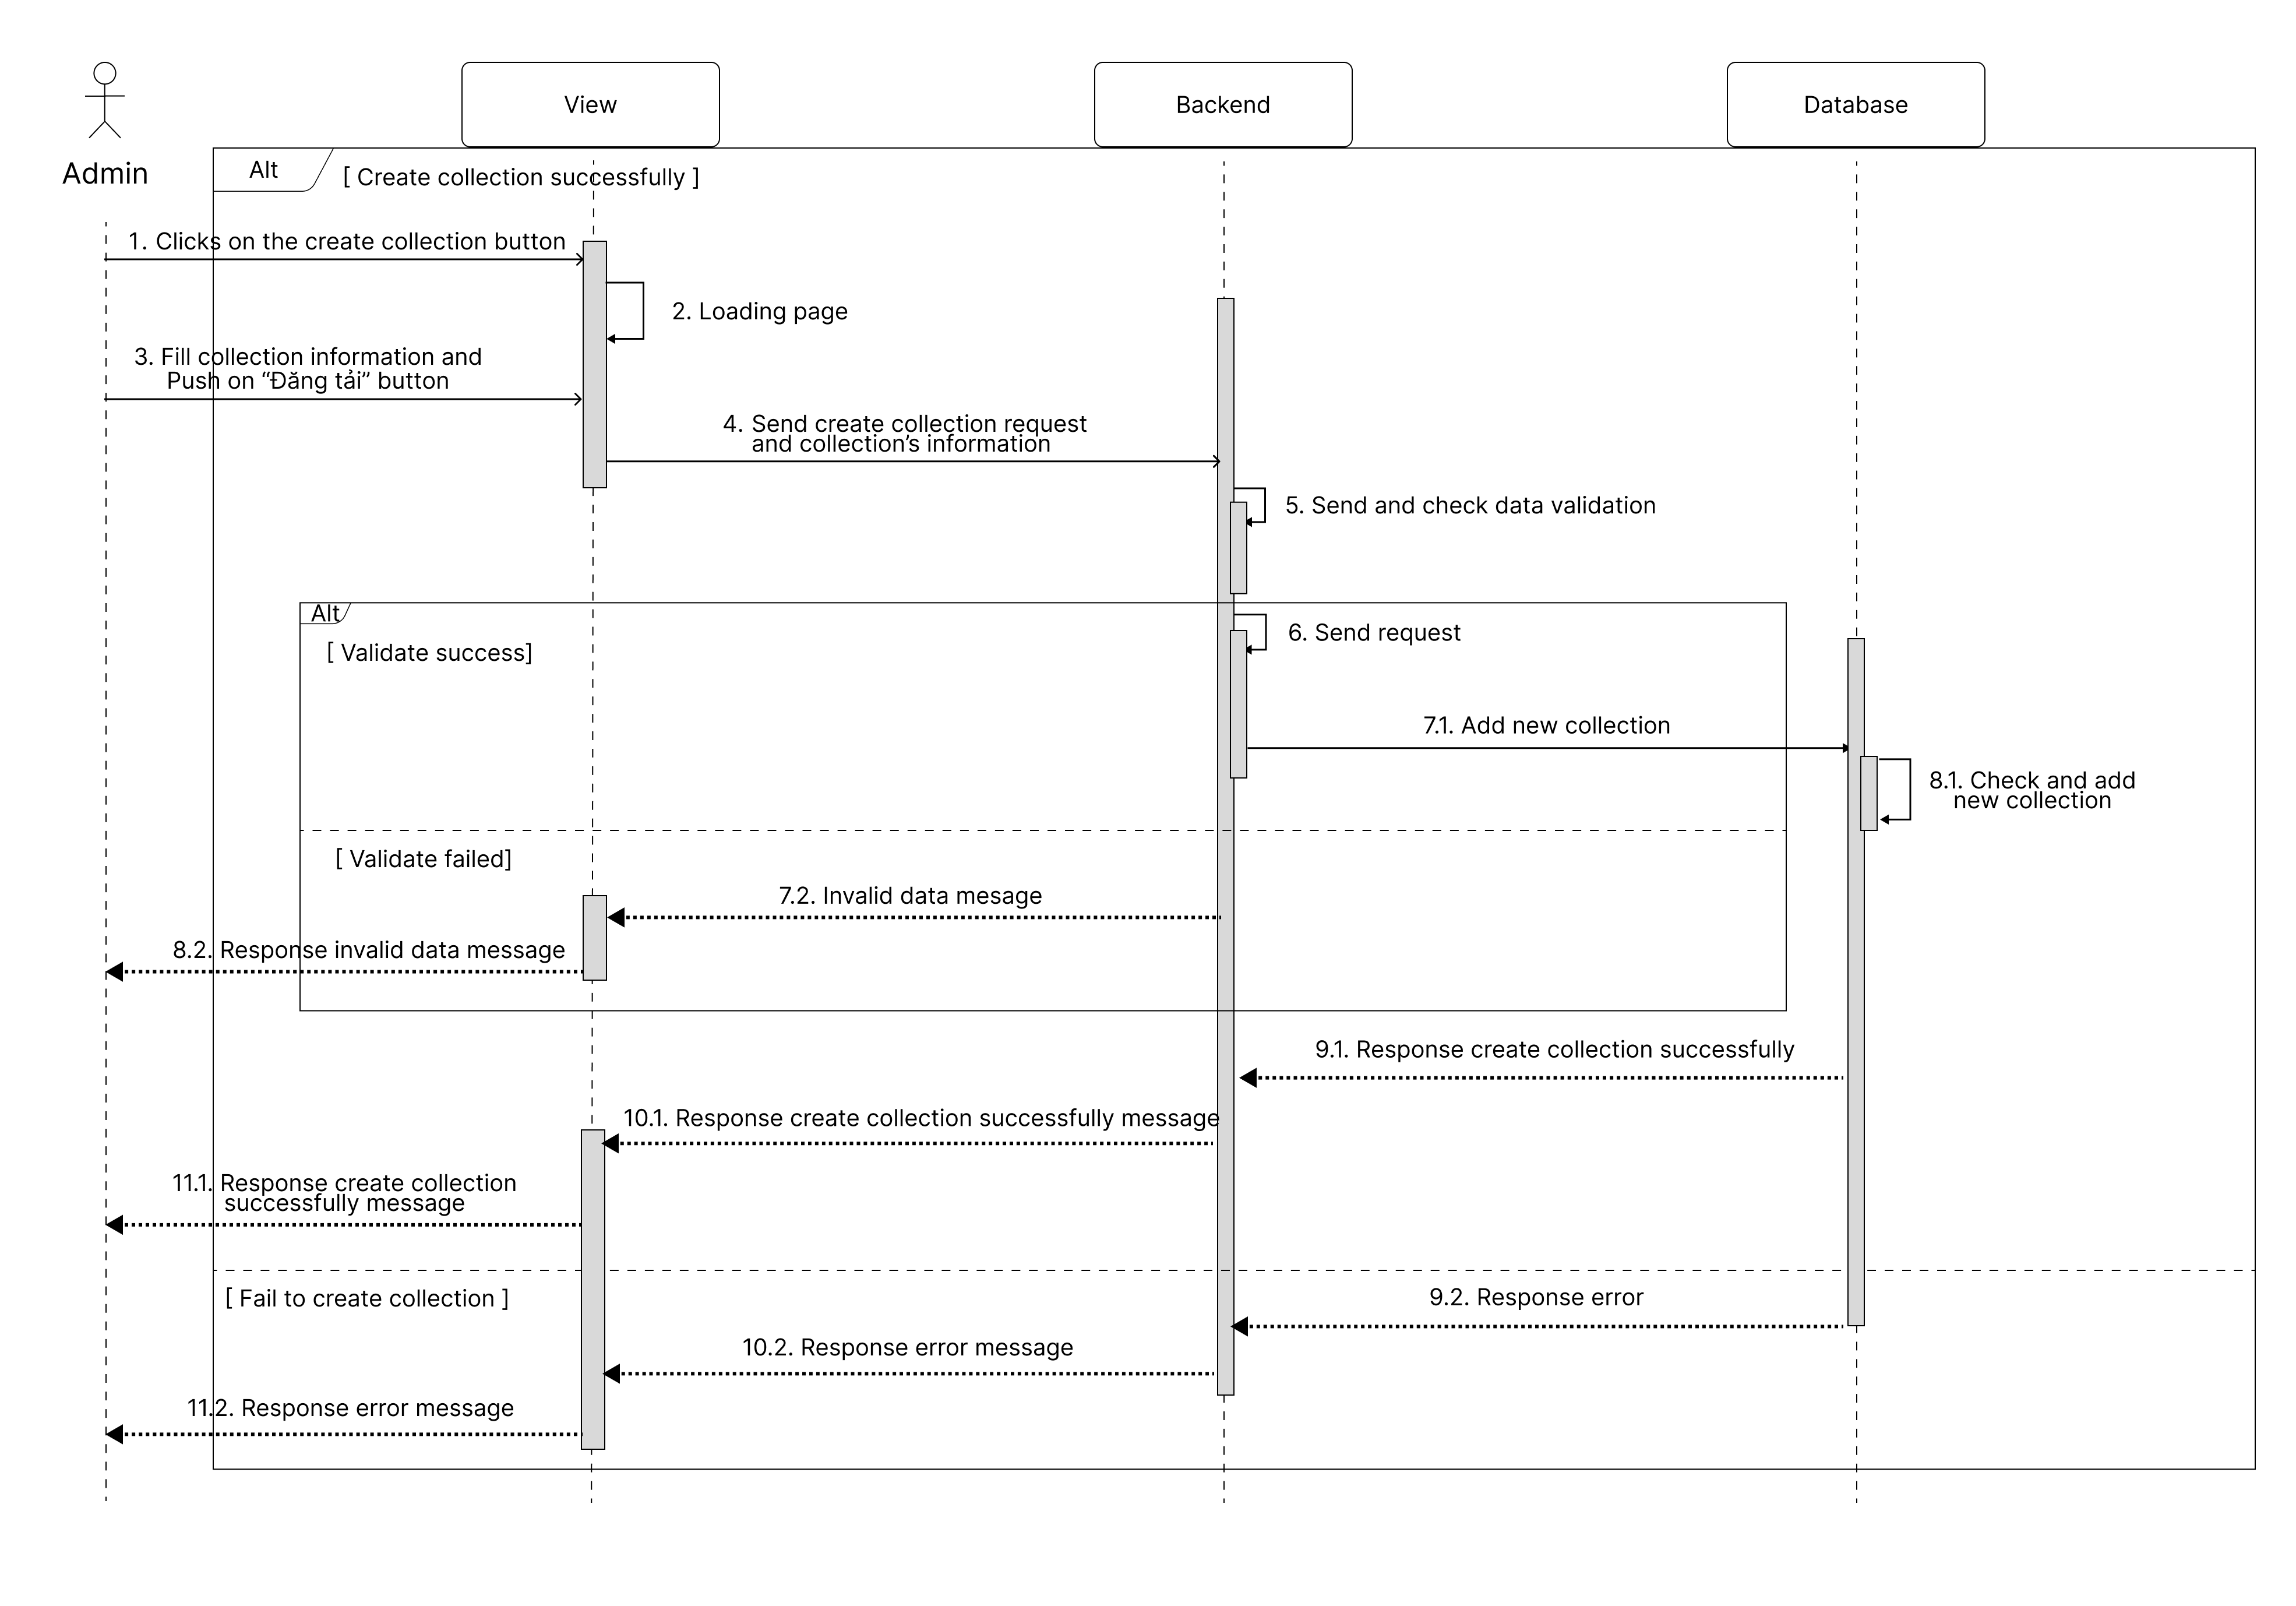 View
Backend
Database
Admin
Alt
[ Create collection successfully ]
1. Clicks on the create collection button
2. Loading page
3. Fill collection information and
Push on “Đăng tải” button
4. Send create collection request
and collection’s information
5. Send and check data validation
Alt
6. Send request
[ Validate success]
7.1. Add new collection
8.1. Check and add
new collection
[ Validate failed]
7.2. Invalid data mesage
8.2. Response invalid data message
9.1. Response create collection successfully
10.1. Response create collection successfully message
11.1. Response create collection
successfully message
[ Fail to create collection ]
9.2. Response error
10.2. Response error message
11.2. Response error message